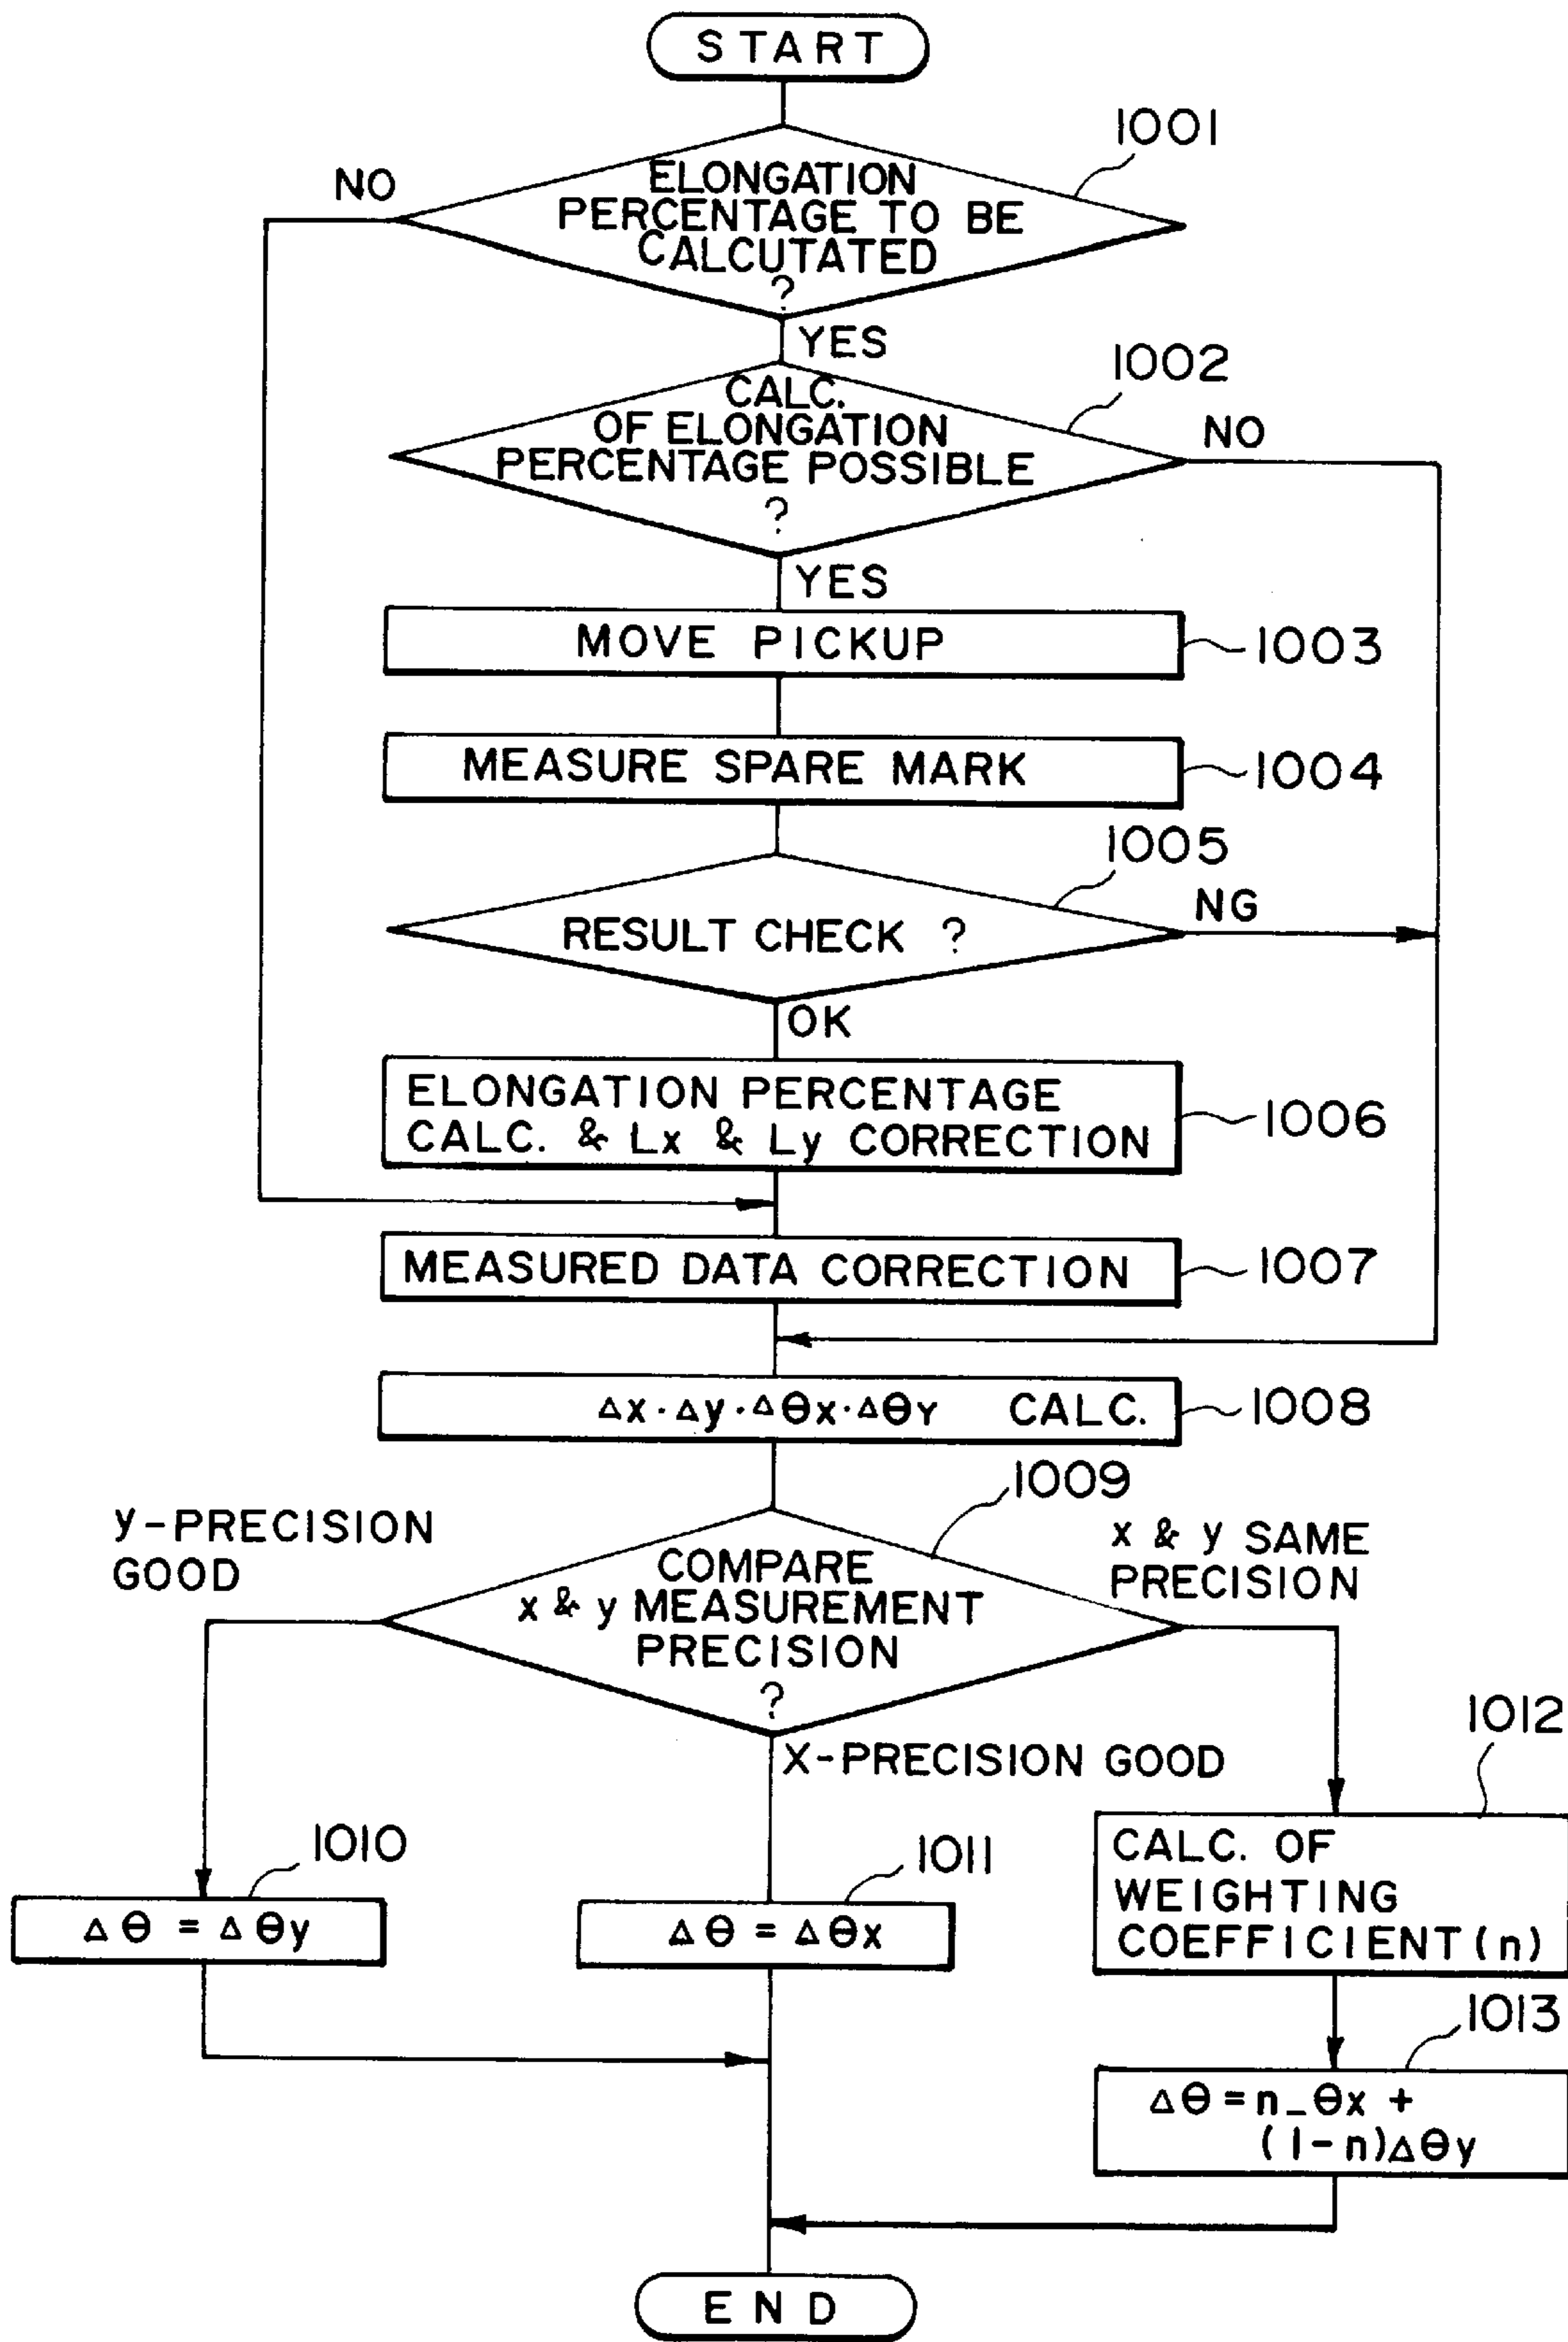 START
1001
NO
ELONGATION
PERCENTAGE TO BE
CALCUTATED
?
YES
1002
CALC.
OF ELONGATION
PERCENTAGE POSSIBLE
?
NO
YES
MOVE PICKUP
1003
MEASURE SPARE MARK
1004
1005
RESULT CHECK ?
NG
OK
ELONGATION PERCENTAGE
CALC. & Lx & Ly CORRECTION
1006
MEASURED DATA CORRECTION
1007
Δx·Δy·Δθx·ΔθY CALC.
1008
1009
y-PRECISION
GOOD
COMPARE
x & y MEASUREMENT
PRECISION
?
x & y SAME
PRECISION
X-PRECISION GOOD
1010
Δθ = Δθy
1011
Δθ = Δθx
1012
CALC. OF
WEIGHTING
COEFFICIENT(n)
1013
Δθ=n_θx +
(1-n)Δθy
END